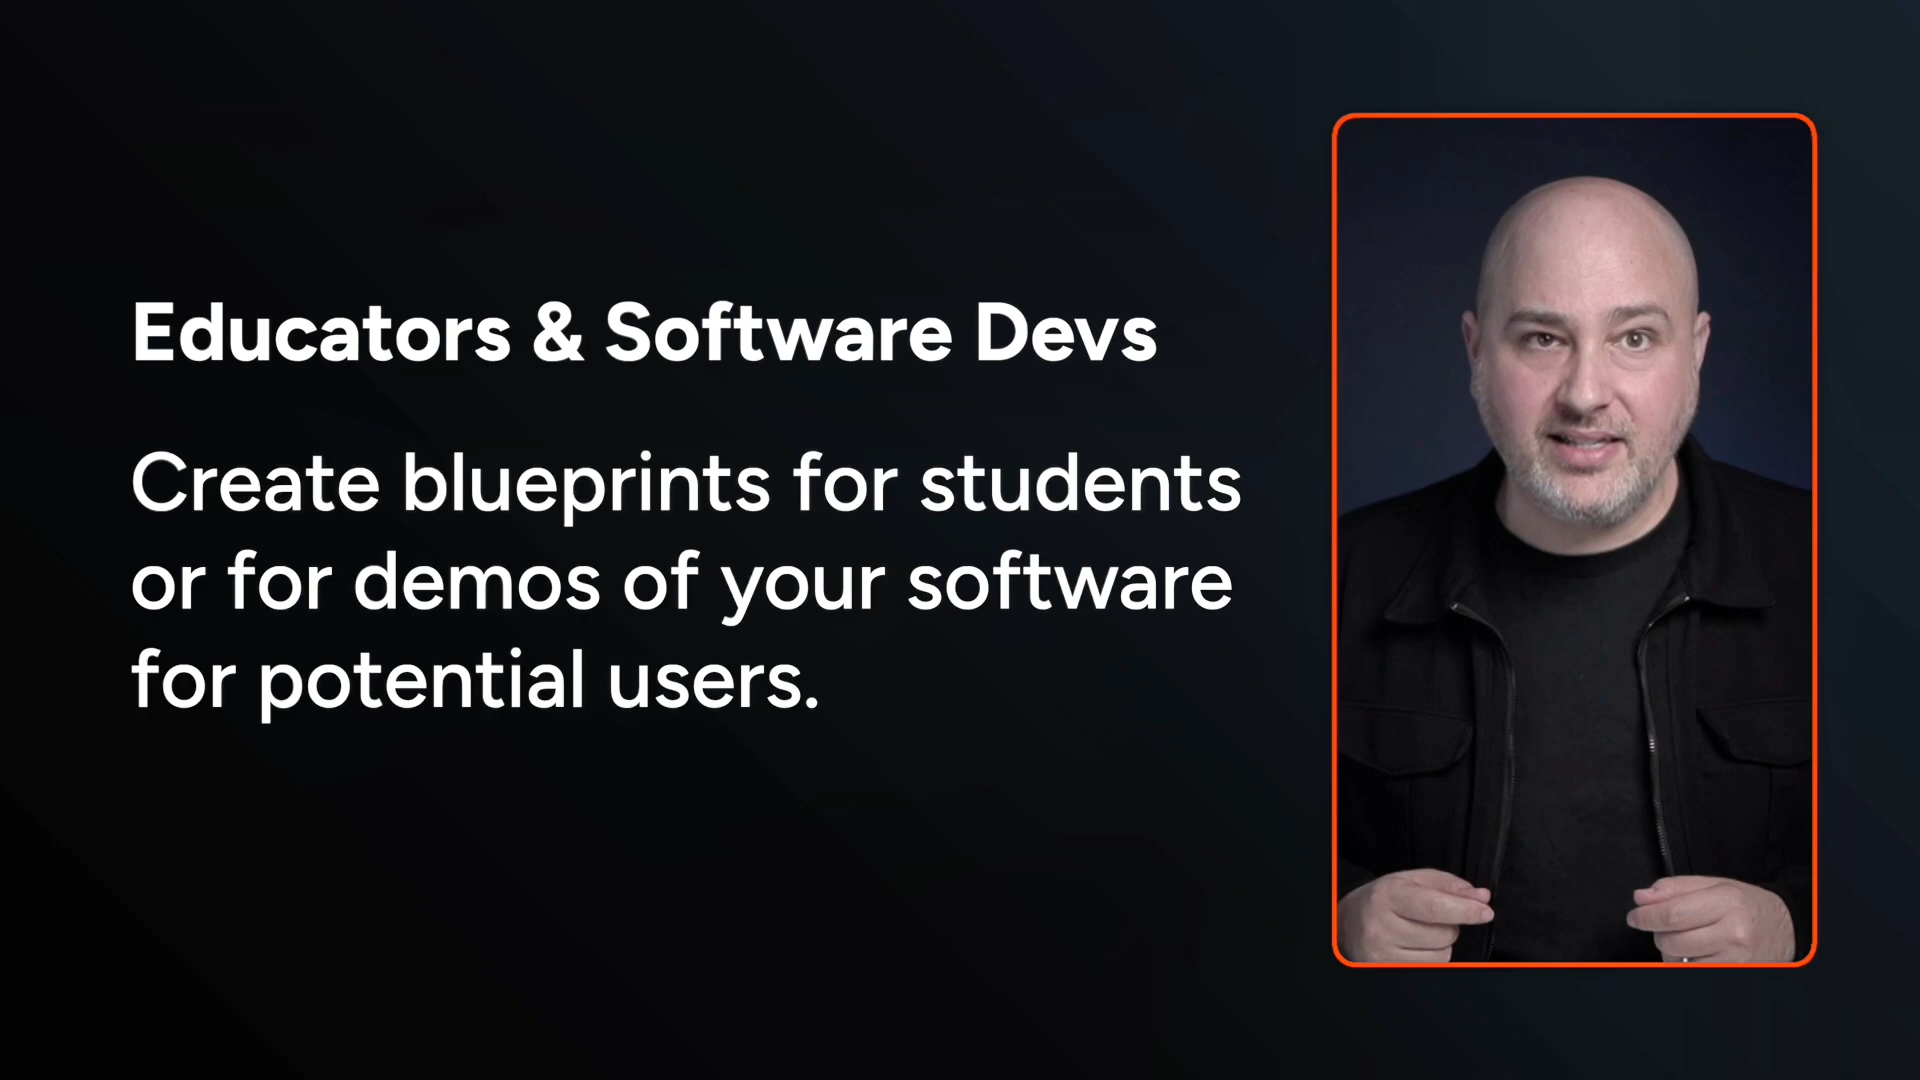 Educators & Software Devs
Create blueprints for students
or for demos of your software
for potential users.